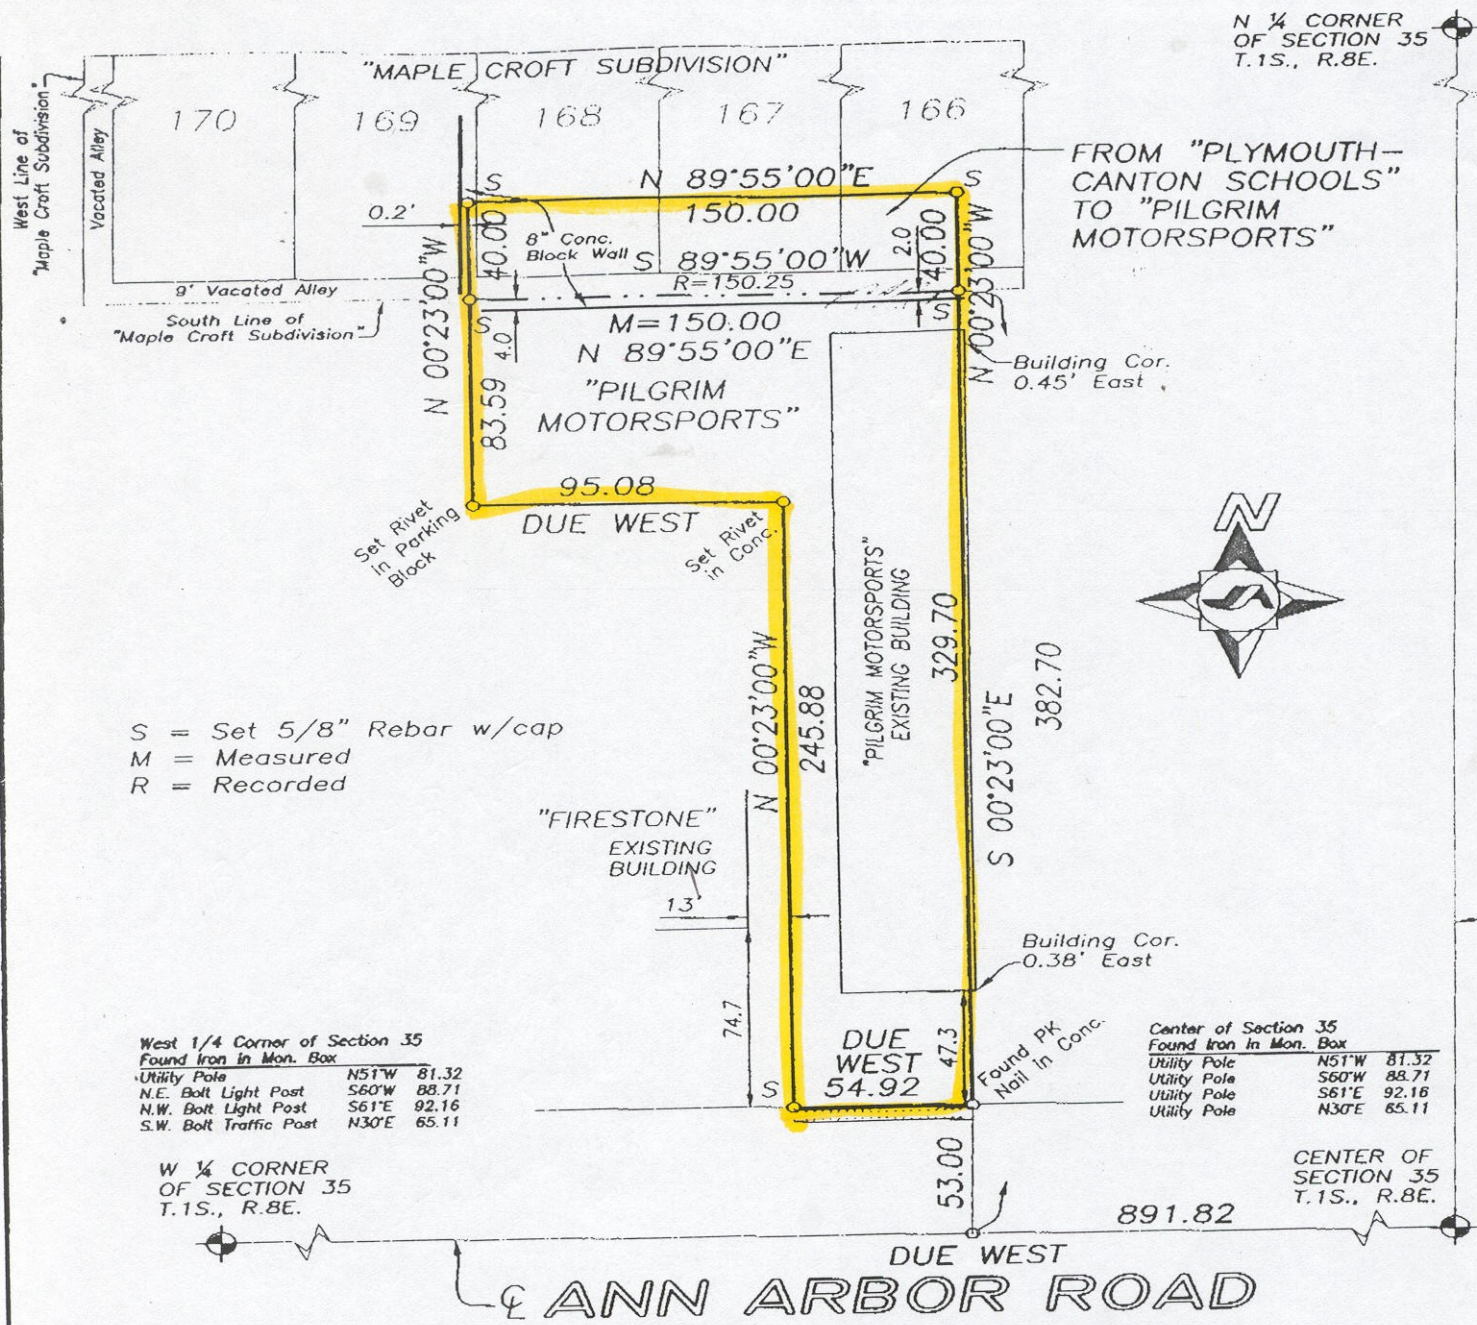 N ¼ CORNER
OF SECTION 35
T.1S., R.8E.
"MAPLE CROFT SUBDIVISION"
West Line of
"Maple Croft Subdivision"
Vacated Alley
170
169
168
167
166
FROM "PLYMOUTH-
CANTON SCHOOLS"
TO "PILGRIM
MOTORSPORTS"
S
N 89°55'00"E
S
150.00
0.2'
40.00
8" Conc.
Block Wall
S 89°55'00"W
R=150.25
2.0
40.00
N 00°23'00"W
N 00°23'00"W
9' Vacated Alley
South Line of
"Maple Croft Subdivision"
S
S
4.0
M=150.00
N 89°55'00"E
Building Cor.
0.45' East
"PILGRIM
MOTORSPORTS"
83.59
95.08
DUE WEST
Set Rivet
in Parking
Block
Set Rivet
in Conc.
N
"PILGRIM MOTORSPORTS"
EXISTING BUILDING
329.70
382.70
S 00°23'00"E
N 00°23'00"W
245.88
S = Set 5/8" Rebar w/cap
M = Measured
R = Recorded
"FIRESTONE"
EXISTING
BUILDING
13'
74.7
Building Cor.
0.38' East
DUE
WEST
54.92
47.3
S
Found PK
Nail in Conc.
West 1/4 Corner of Section 35
Found Iron in Mon. Box
Utility Pole N51°W 81.32
N.E. Bolt Light Post S60°W 88.71
N.W. Bolt Light Post S61°E 92.16
S.W. Bolt Traffic Post N30°E 65.11
Center of Section 35
Found Iron in Mon. Box
Utility Pole N51°W 81.32
Utility Pole S60°W 88.71
Utility Pole S61°E 92.16
Utility Pole N30°E 65.11
W ¼ CORNER
OF SECTION 35
T.1S., R.8E.
53.00
CENTER OF
SECTION 35
T.1S., R.8E.
891.82
DUE WEST
℄ ANN ARBOR ROAD